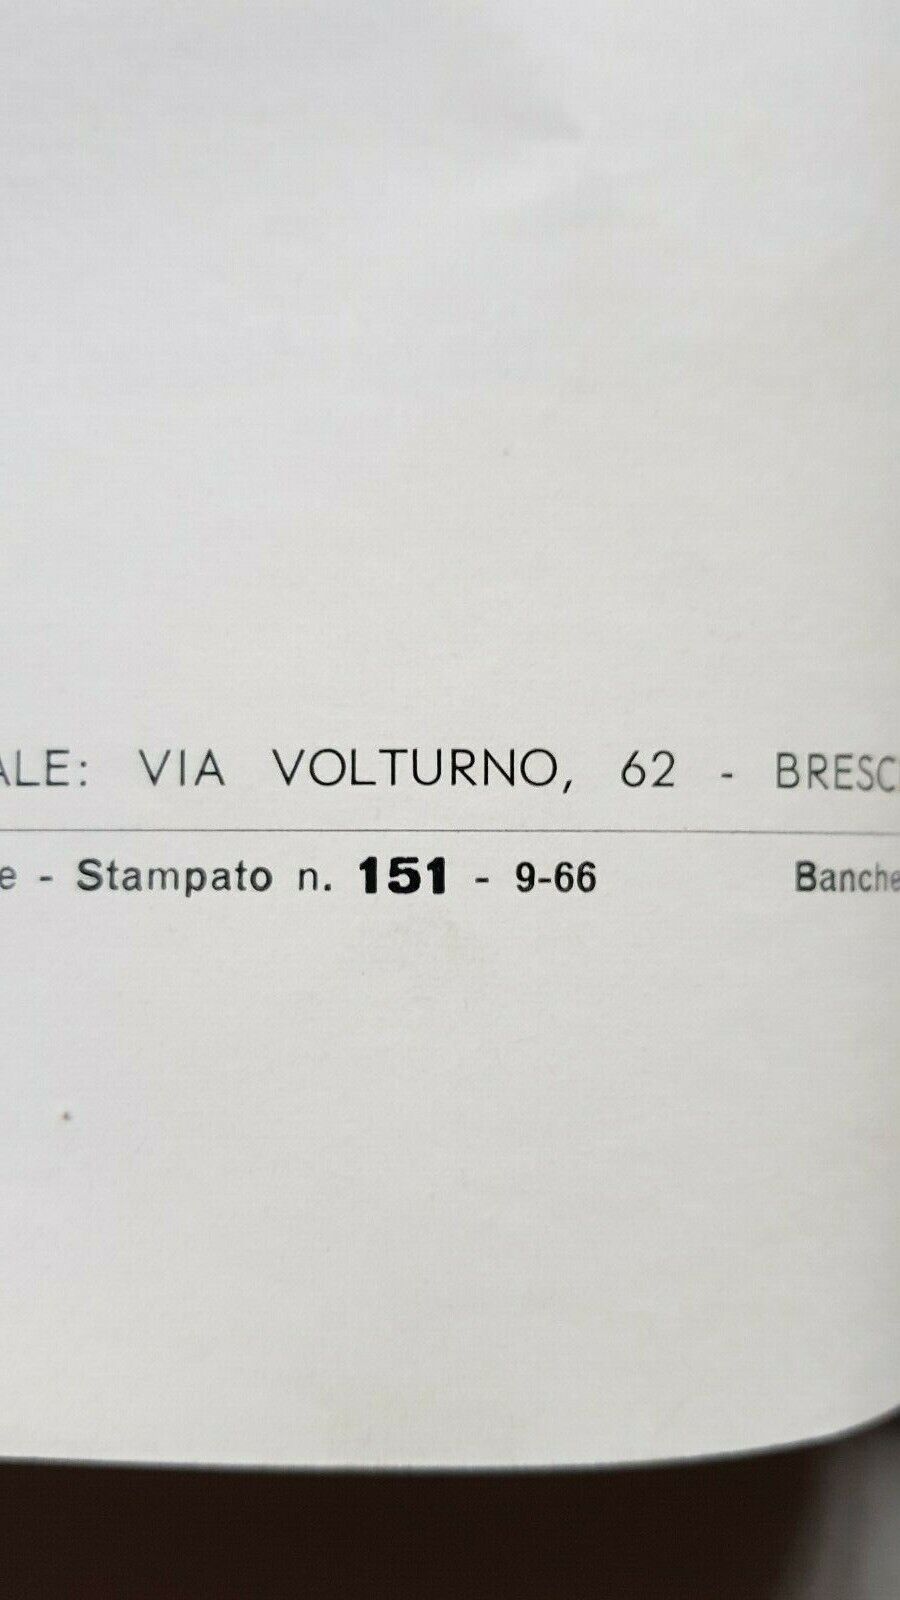 ALE: VIA VOLTURNO, 62 - BRESC
e - Stampato n. 151 - 9-66 Banche